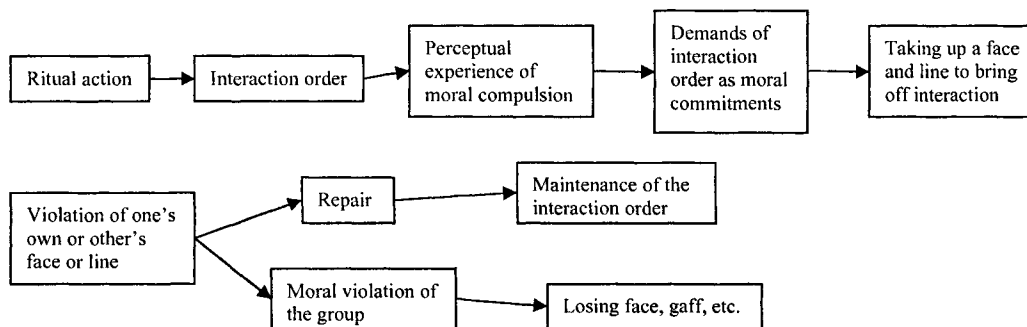 Ritual action
Interaction order
Perceptual
experience of
moral compulsion
Demands of
interaction
order as moral
commitments
Taking up a face
and line to bring
off interaction
Violation of one's
own or other's
face or line
Repair
Maintenance of the
interaction order
Moral violation of
the group
Losing face, gaff, etc.